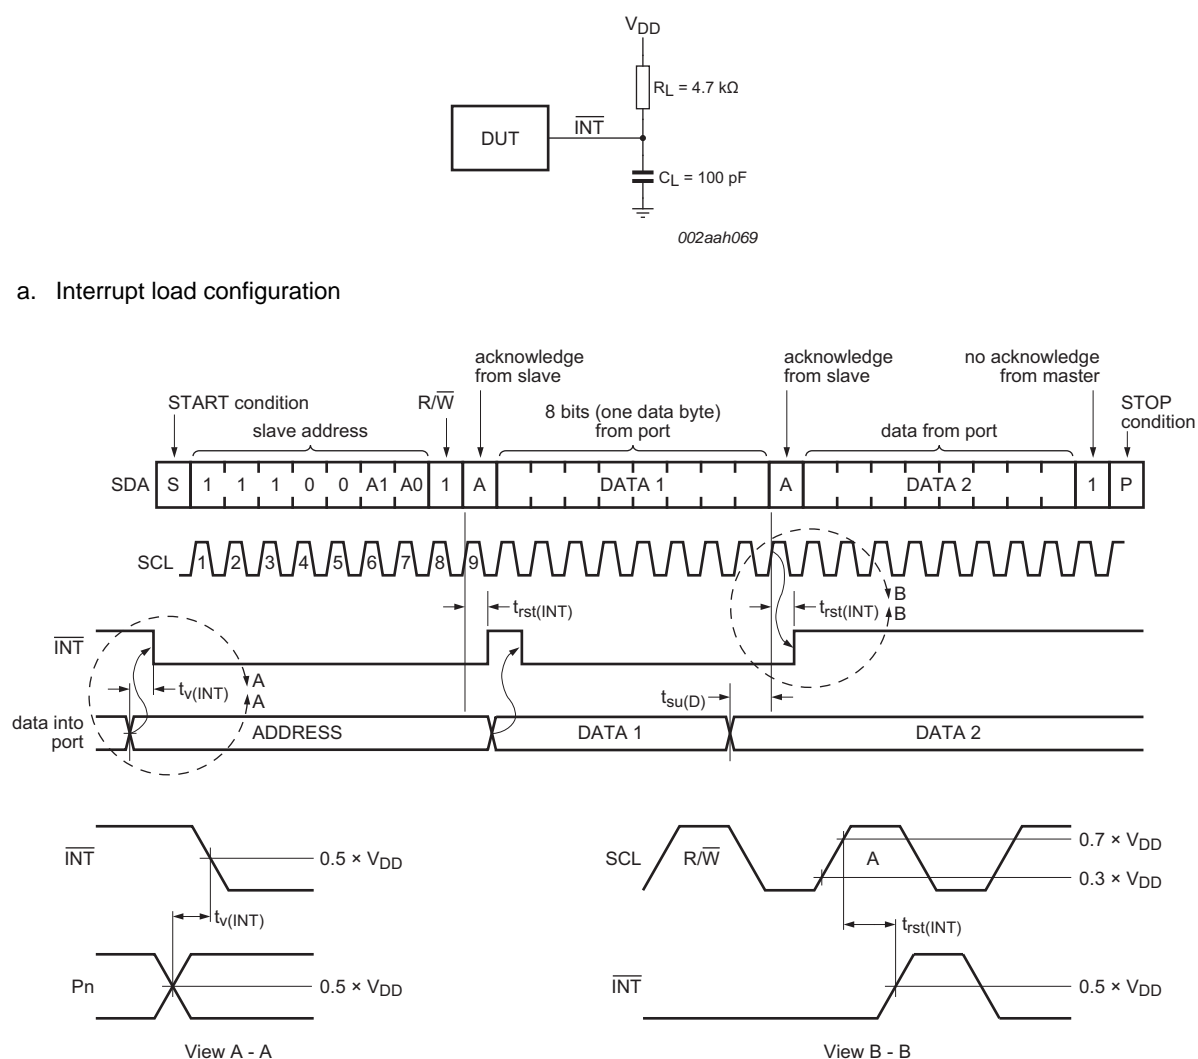 VDD
RL = 4.7 kΩ
DUT
INT
CL = 100 pF
002aah069
a. Interrupt load configuration
acknowledge
from slave
acknowledge
from slave
no acknowledge
from master
START condition
R/W
8 bits (one data byte)
from port
STOP
condition
slave address
data from port
SDA S 1 1 1 0 0 A1 A0 1 A DATA 1 A DATA 2 1 P
SCL 1 2 3 4 5 6 7 8 9
B
B
trst(INT)
trst(INT)
INT
A
A
tv(INT)
tsu(D)
data into
port
ADDRESS
DATA 1
DATA 2
INT
0.5 × VDD
tv(INT)
Pn
0.5 × VDD
View A - A
SCL
R/W
A
0.7 × VDD
0.3 × VDD
trst(INT)
INT
0.5 × VDD
View B - B